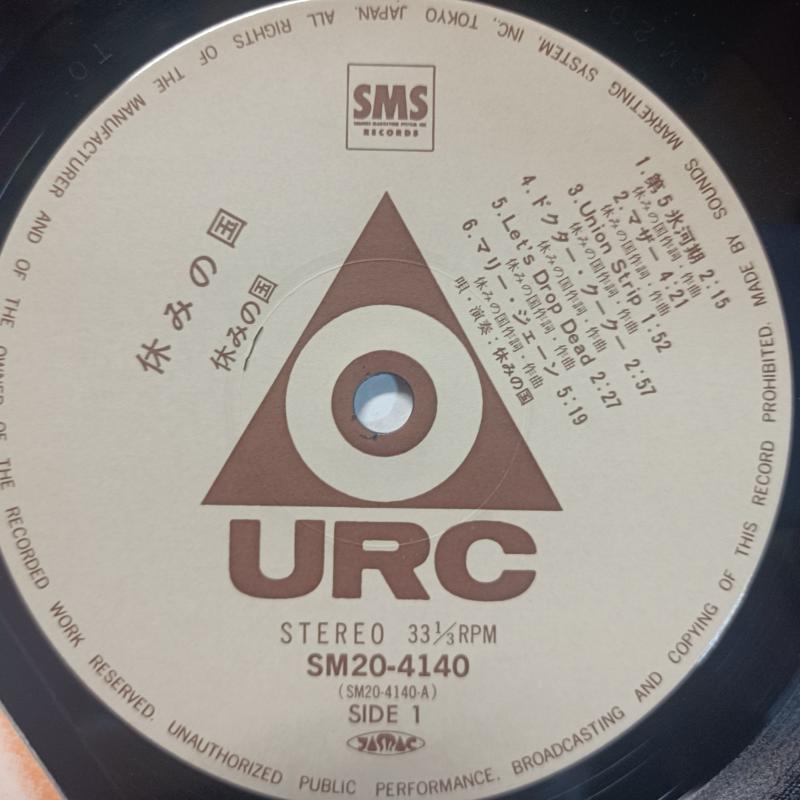 SMS
SOUNDS MARKETING SYSTEM INC
RECORDS
休みの国
休みの国
1. 第5氷河期 2:15
休みの国作詞・作曲
2. マザー 4:21
休みの国作詞・作曲
3. Union Strip 1:52
休みの国作詞・作曲
4. ドクター・クークー 2:57
休みの国作詞・作曲
5. Let's Drop Dead 2:27
休みの国作詞・作曲
6. マリー・ジェーン 5:19
休みの国作詞・作曲
唄・演奏：休みの国
URC
STEREO 33⅓RPM
SM20-4140
(SM20-4140-A)
SIDE 1
JASRAC
MADE BY SOUNDS MARKETING SYSTEM, INC., TOKYO JAPAN. ALL RIGHTS OF THE MANUFACTURER AND OF THE OWNER OF THE RECORDED WORK RESERVED. UNAUTHORIZED PUBLIC PERFORMANCE. BROADCASTING AND COPYING OF THIS RECORD PROHIBITED.